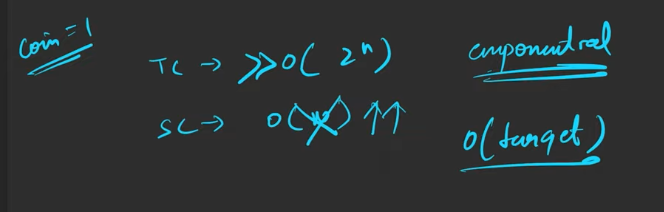 coin = 1
TC → >> O( 2^n )
exponential
SC → O( ) ↑↑
O(target)